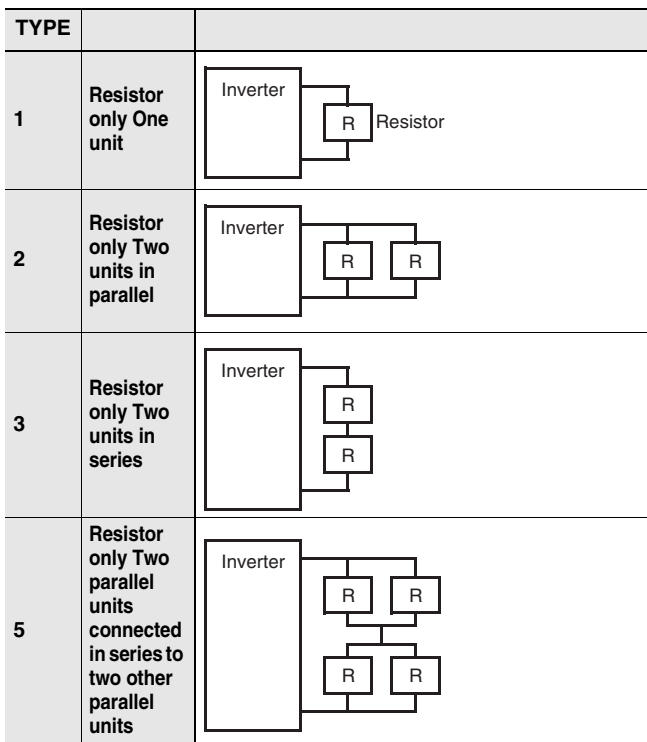 TYPE
1
Resistor
only One
unit
Inverter
R
Resistor
2
Resistor
only Two
units in
parallel
Inverter
R
R
3
Resistor
only Two
units in
series
Inverter
R
R
5
Resistor
only Two
parallel
units
connected
in series to
two other
parallel
units
Inverter
R
R
R
R